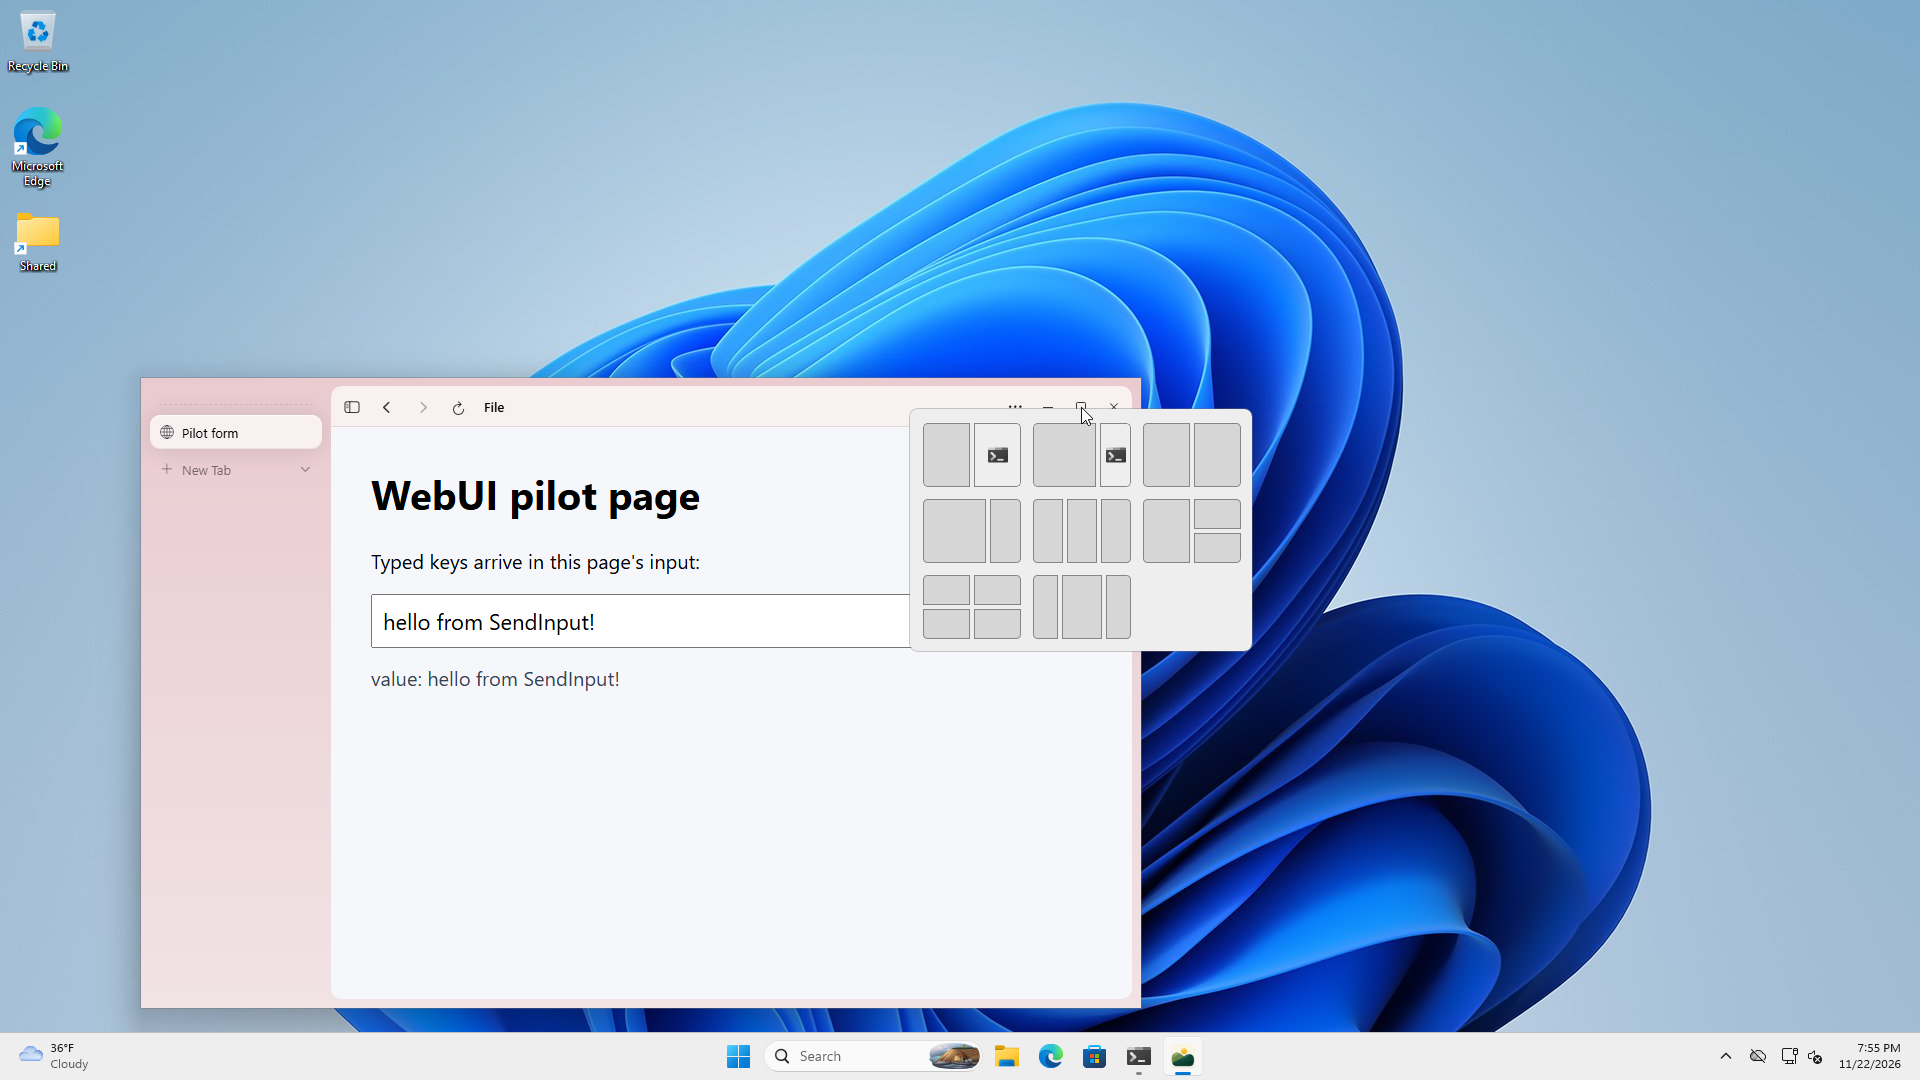 Recycle Bin
Microsoft
Edge
Shared
File
Pilot form
New Tab
WebUI pilot page
Typed keys arrive in this page's input:
hello from SendInput!
value: hello from SendInput!
36°F
Cloudy
Search
7:55 PM
11/22/2026